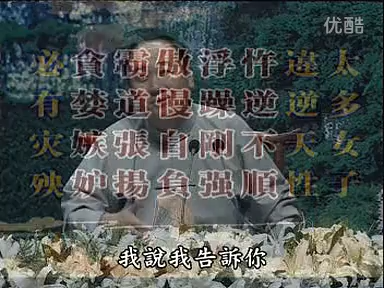 优酷
太多女子
違逆天性
忤逆不順
浮躁剛强
傲慢自負
霸道張揚
貪婪嫉妒
必有灾殃
我說我告訴你